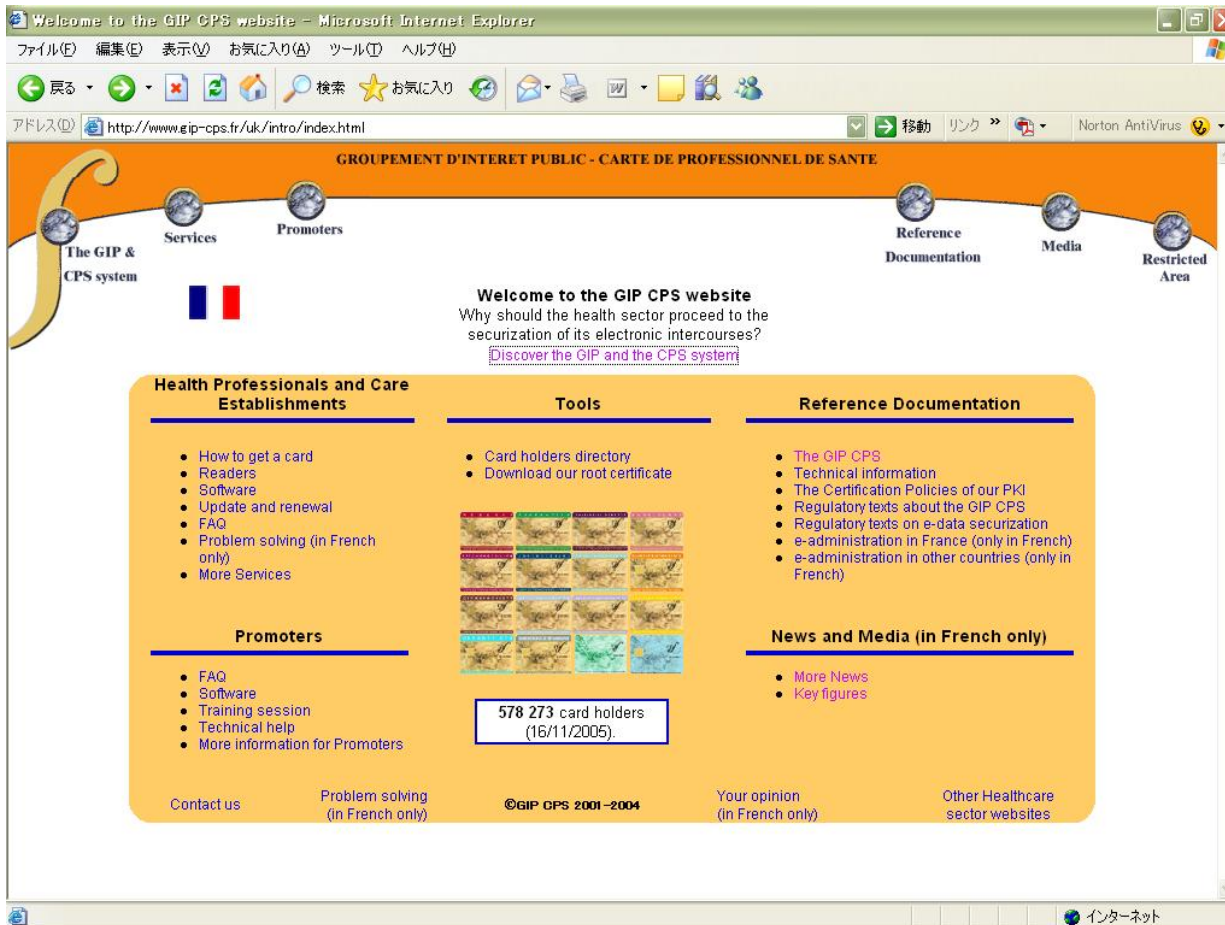 Welcome to the GIP CPS website - Microsoft Internet Explorer
ファイル(F) 編集(E) 表示(V) お気に入り(A) ツール(T) ヘルプ(H)
戻る 検索 お気に入り
アドレス(D) http://www.gip-cps.fr/uk/intro/index.html 移動 リンク » Norton AntiVirus
GROUPEMENT D'INTERET PUBLIC - CARTE DE PROFESSIONNEL DE SANTE
The GIP &
CPS system
Services
Promoters
Reference
Documentation
Media
Restricted
Area
Welcome to the GIP CPS website
Why should the health sector proceed to the
securization of its electronic intercourses?
Discover the GIP and the CPS system
Health Professionals and Care
Establishments
How to get a card
Readers
Software
Update and renewal
FAQ
Problem solving (in French
only)
More Services
Tools
Card holders directory
Download our root certificate
Reference Documentation
The GIP CPS
Technical information
The Certification Policies of our PKI
Regulatory texts about the GIP CPS
Regulatory texts on e-data securization
e-administration in France (only in French)
e-administration in other countries (only in
French)
Promoters
FAQ
Software
Training session
Technical help
More information for Promoters
578 273 card holders
(16/11/2005).
News and Media (in French only)
More News
Key figures
Contact us
Problem solving
(in French only)
©GIP CPS 2001-2004
Your opinion
(in French only)
Other Healthcare
sector websites
インターネット